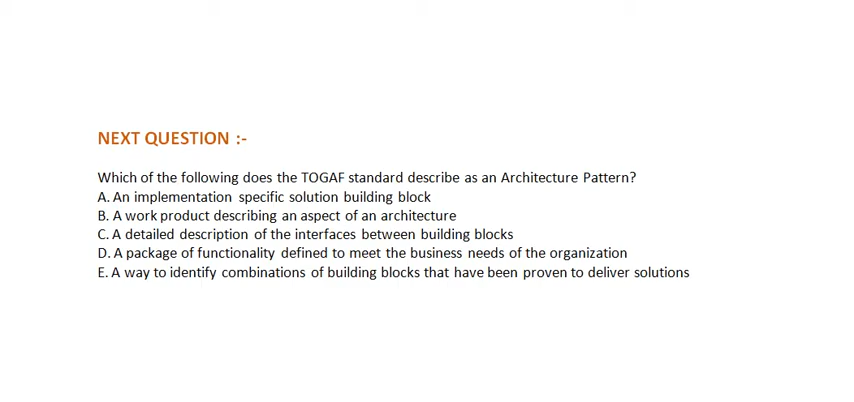 NEXT QUESTION :-
Which of the following does the TOGAF standard describe as an Architecture Pattern?
A. An implementation specific solution building block
B. A work product describing an aspect of an architecture
C. A detailed description of the interfaces between building blocks
D. A package of functionality defined to meet the business needs of the organization
E. A way to identify combinations of building blocks that have been proven to deliver solutions